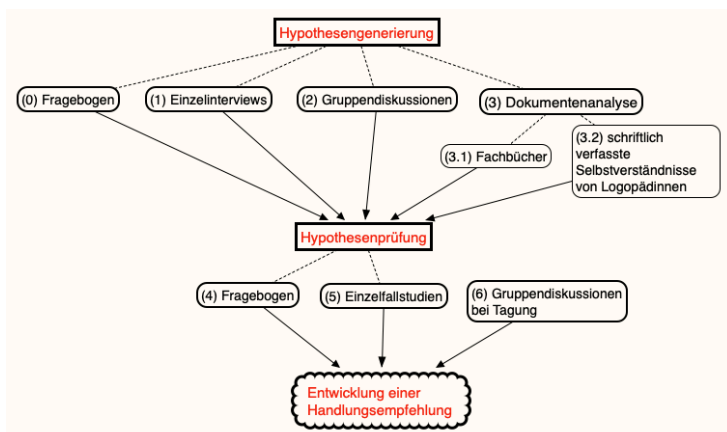 Hypothesengenerierung
(0) Fragebogen
(1) Einzelinterviews
(2) Gruppendiskussionen
(3) Dokumentenanalyse
(3.1) Fachbücher
(3.2) schriftlich
verfasste
Selbstverständnisse
von Logopädinnen
Hypothesenprüfung
(4) Fragebogen
(5) Einzelfallstudien
(6) Gruppendiskussionen
bei Tagung
Entwicklung einer
Handlungsempfehlung